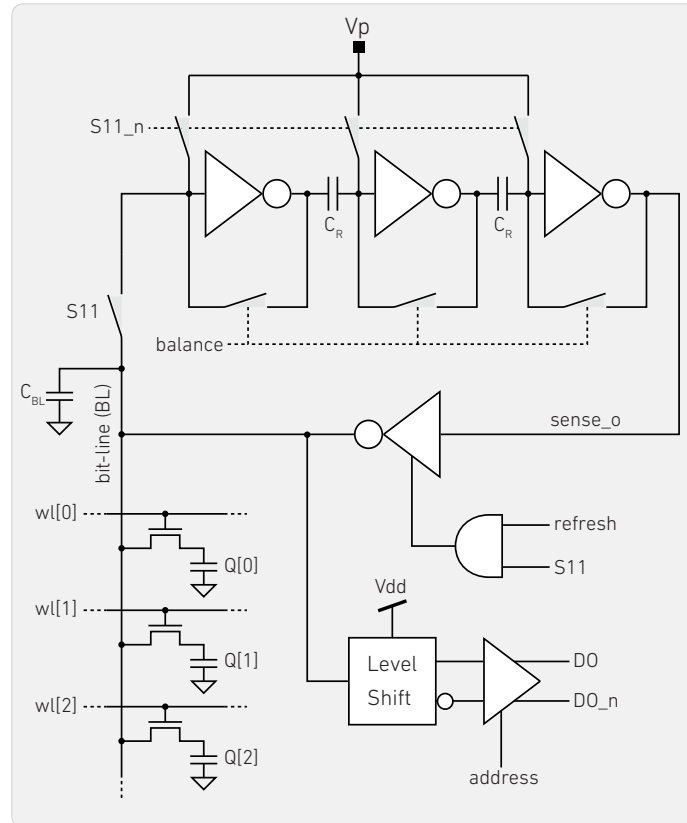 Vp
S11_n
C_R
C_R
S11
balance
C_BL
bit-line (BL)
sense_o
wl[0]
Q[0]
refresh
S11
wl[1]
Q[1]
Vdd
Level
Shift
DO
DO_n
wl[2]
Q[2]
address